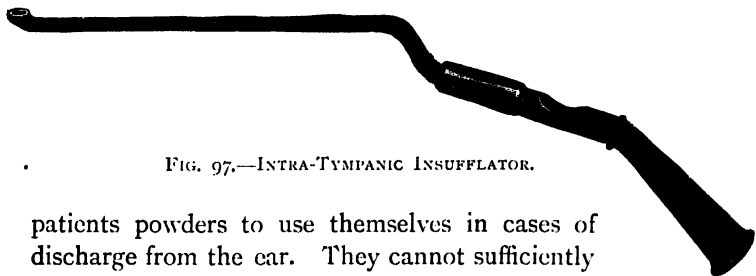 FIG. 97.—INTRA-TYMPANIC INSUFFLATOR.
patients powders to use themselves in cases of
discharge from the ear. They cannot sufficiently